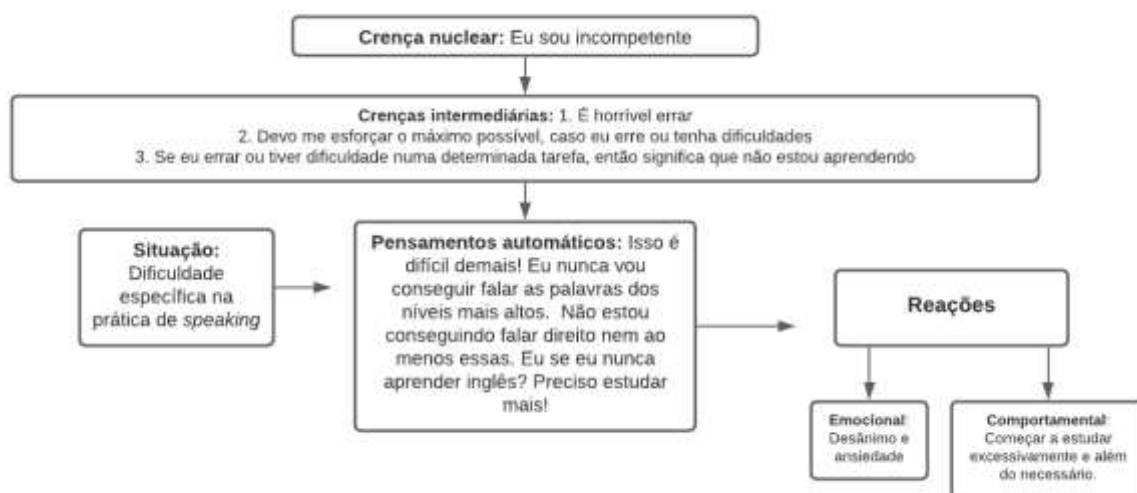 Crença nuclear: Eu sou incompetente
Crenças intermediárias: 1. É horrível errar
2. Devo me esforçar o máximo possível, caso eu erre ou tenha dificuldades
3. Se eu errar ou tiver dificuldade numa determinada tarefa, então significa que não estou aprendendo
Situação:
Dificuldade
específica na
prática de speaking
Pensamentos automáticos: Isso é
difícil demais! Eu nunca vou
conseguir falar as palavras dos
níveis mais altos. Não estou
conseguindo falar direito nem ao
menos essas. Eu se eu nunca
aprender inglês? Preciso estudar
mais!
Reações
Emocional:
Desânimo e
ansiedade
Comportamental:
Começar a estudar
excessivamente e além
do necessário.